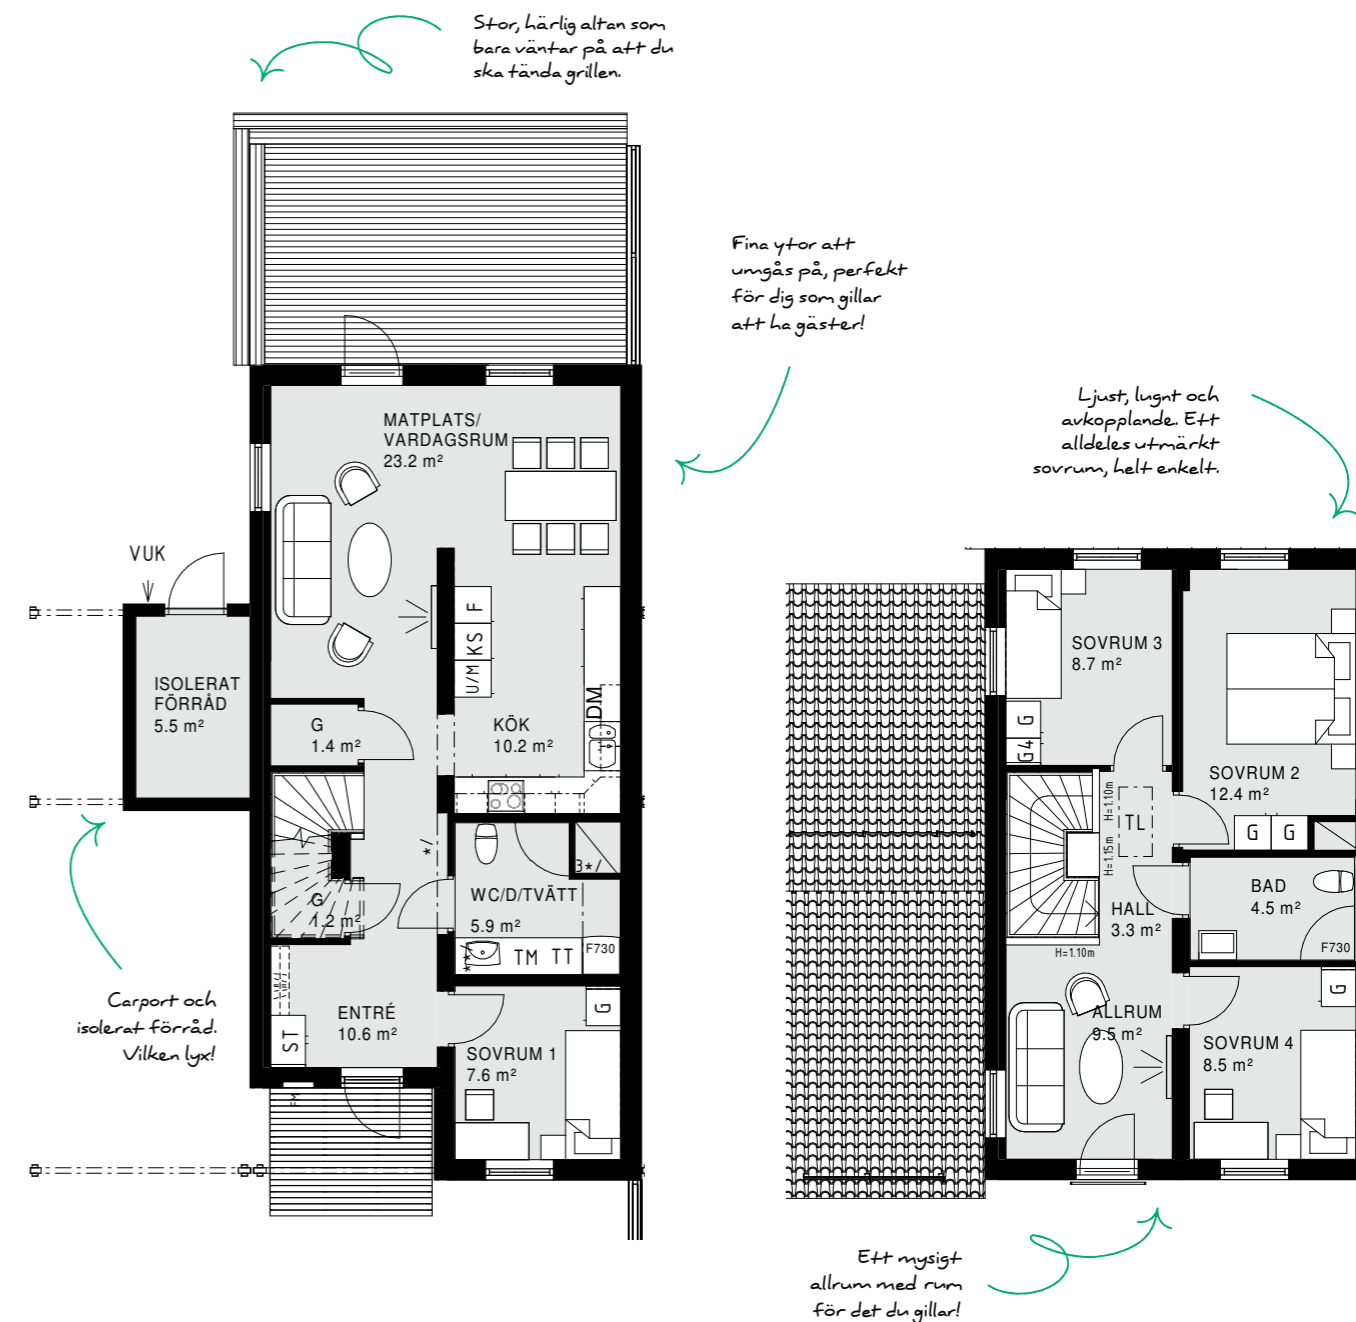 Stor, härlig altan som
bara väntar på att du
ska tända grillen.
Fina ytor att
umgås på, perfekt
för dig som gillar
att ha gäster!
Ljust, lugnt och
avkopplande. Ett
alldeles utmärkt
sovrum, helt enkelt.
MATPLATS/
VARDAGSRUM
23.2 m²
VUK
F
KS
U/M
ISOLERAT
FÖRRÅD
5.5 m²
DM
G
1.4 m²
KÖK
10.2 m²
*/
3*/
G
1.2 m²
WC/D/TVÄTT
5.9 m²
TM TT
F730
ENTRÉ
10.6 m²
ST
G
SOVRUM 1
7.6 m²
FM
Carport och
isolerat förråd.
Vilken lyx!
SOVRUM 3
8.7 m²
G
G4
SOVRUM 2
12.4 m²
H=1.10m
TL
G G
H=1.15m
BAD
4.5 m²
HALL
3.3 m²
F730
H=1.10m
G
ALLRUM
9.5 m²
SOVRUM 4
8.5 m²
Ett mysigt
allrum med rum
för det du gillar!